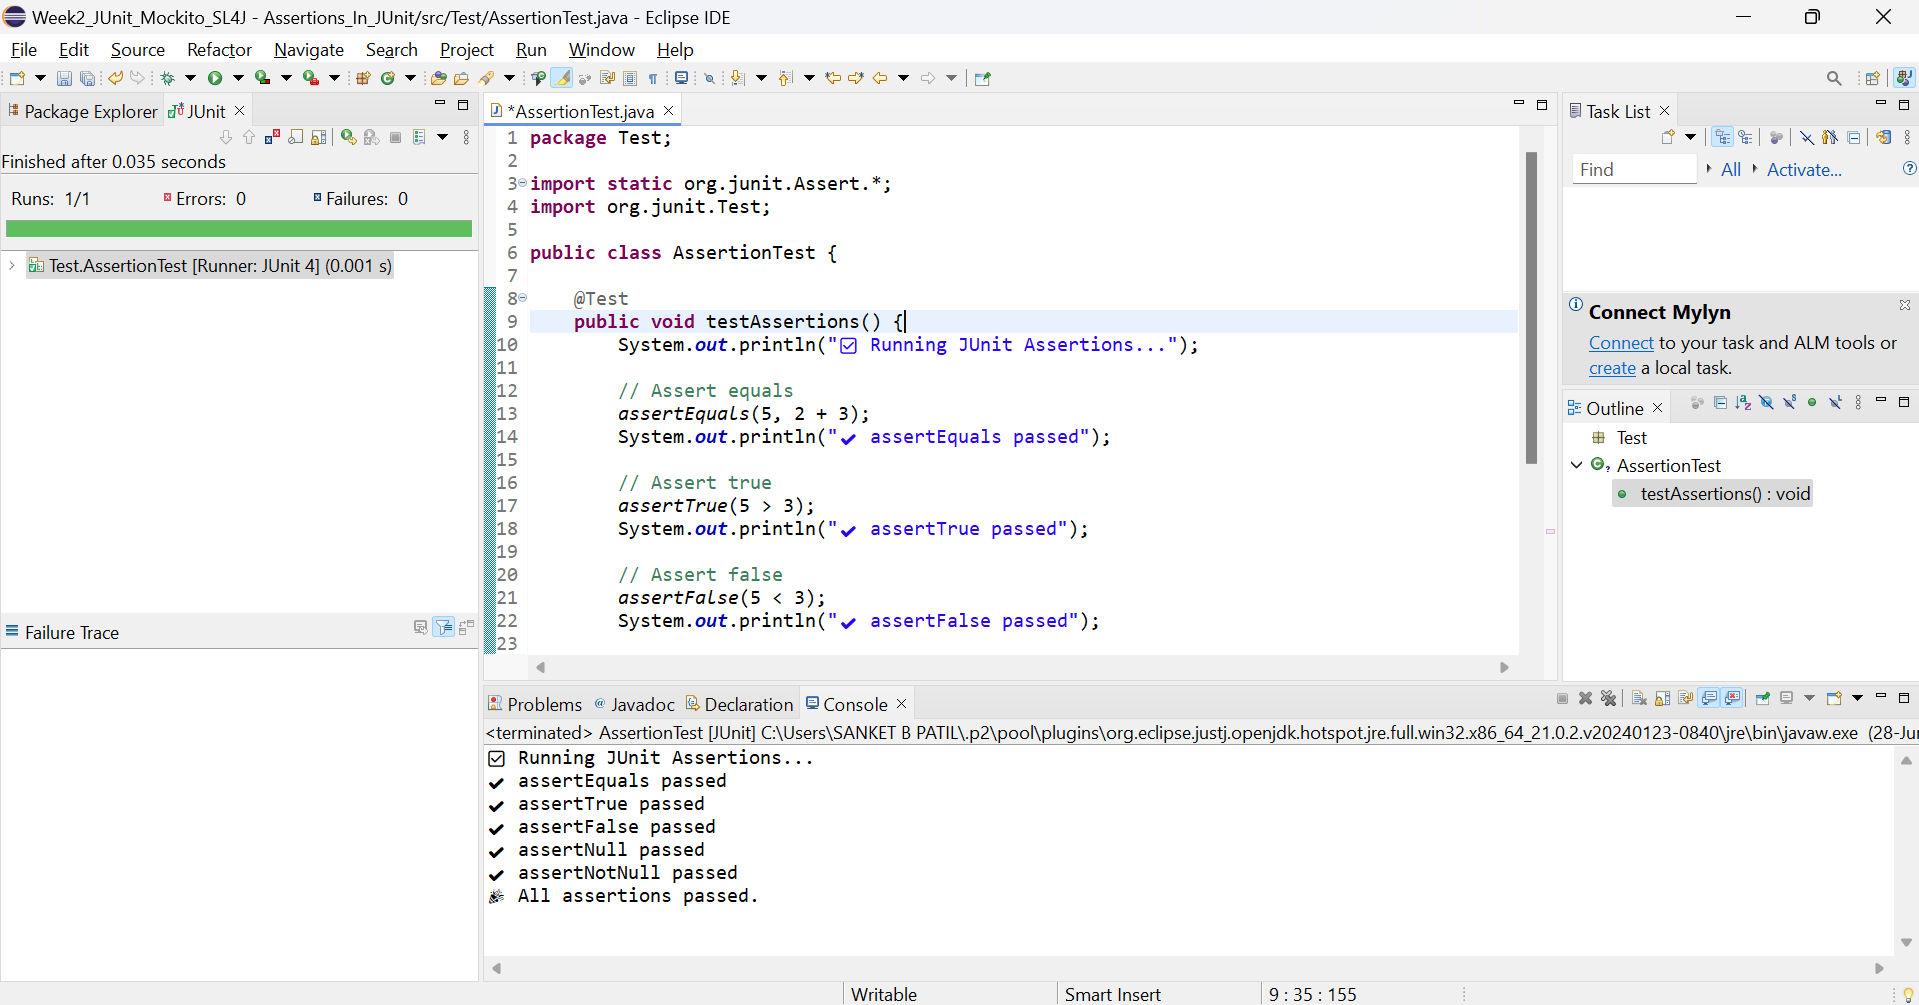 Week2_JUnit_Mockito_SL4J - Assertions_In_JUnit/src/Test/AssertionTest.java - Eclipse IDE
File Edit Source Refactor Navigate Search Project Run Window Help
Package Explorer JUnit
Finished after 0.035 seconds
Runs: 1/1 Errors: 0 Failures: 0
Test.AssertionTest [Runner: JUnit 4] (0.001 s)
Failure Trace
*AssertionTest.java
1 package Test;
2
3 import static org.junit.Assert.*;
4 import org.junit.Test;
5
6 public class AssertionTest {
7
8 @Test
9 public void testAssertions() {
10 System.out.println("☑ Running JUnit Assertions...");
11
12 // Assert equals
13 assertEquals(5, 2 + 3);
14 System.out.println("✔ assertEquals passed");
15
16 // Assert true
17 assertTrue(5 > 3);
18 System.out.println("✔ assertTrue passed");
19
20 // Assert false
21 assertFalse(5 < 3);
22 System.out.println("✔ assertFalse passed");
23
Task List
Find All Activate...
Connect Mylyn
Connect to your task and ALM tools or
create a local task.
Outline
Test
AssertionTest
testAssertions() : void
Problems Javadoc Declaration Console
<terminated> AssertionTest [JUnit] C:\Users\SANKET B PATIL\.p2\pool\plugins\org.eclipse.justj.openjdk.hotspot.jre.full.win32.x86_64_21.0.2.v20240123-0840\jre\bin\javaw.exe (28-Jun
☑ Running JUnit Assertions...
✔ assertEquals passed
✔ assertTrue passed
✔ assertFalse passed
✔ assertNull passed
✔ assertNotNull passed
🎉 All assertions passed.
Writable Smart Insert 9 : 35 : 155